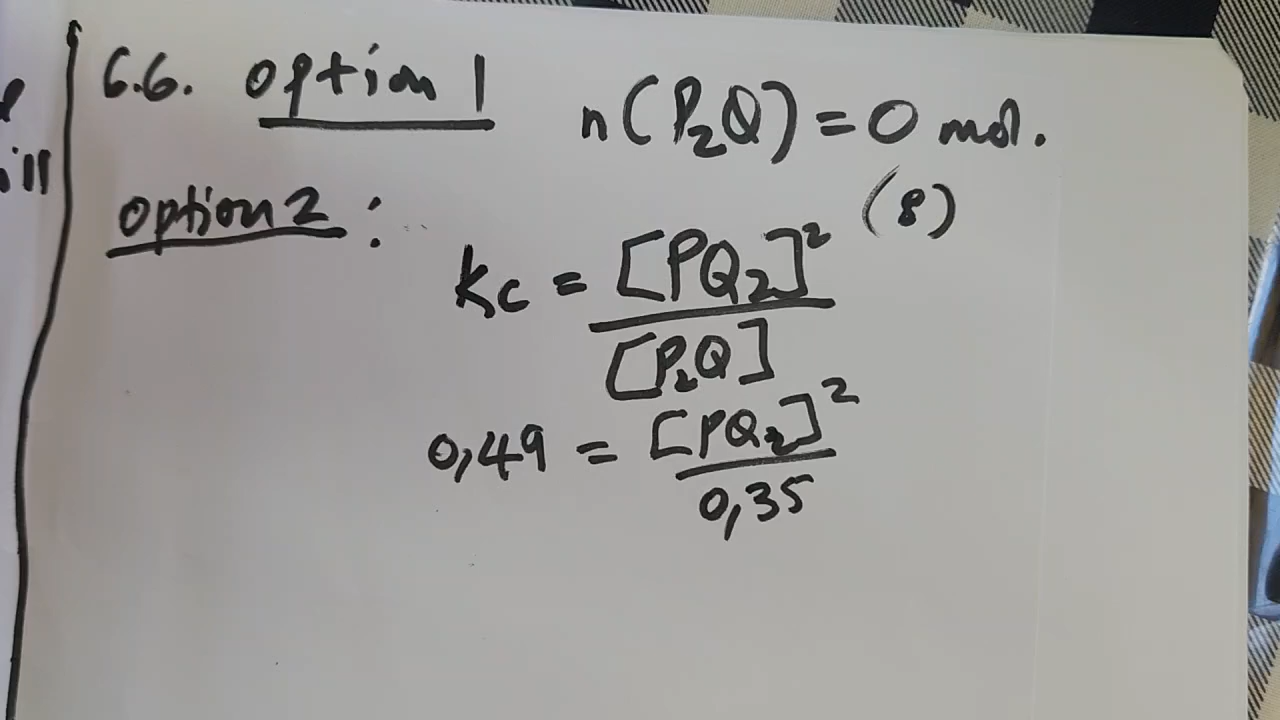 ill
6.6. option 1 n(P₂Q) = 0 mol.
(8)
option 2 :
kc = [PQ₂]²
[P₂Q]
0,49 = [PQ₂]²
0,35